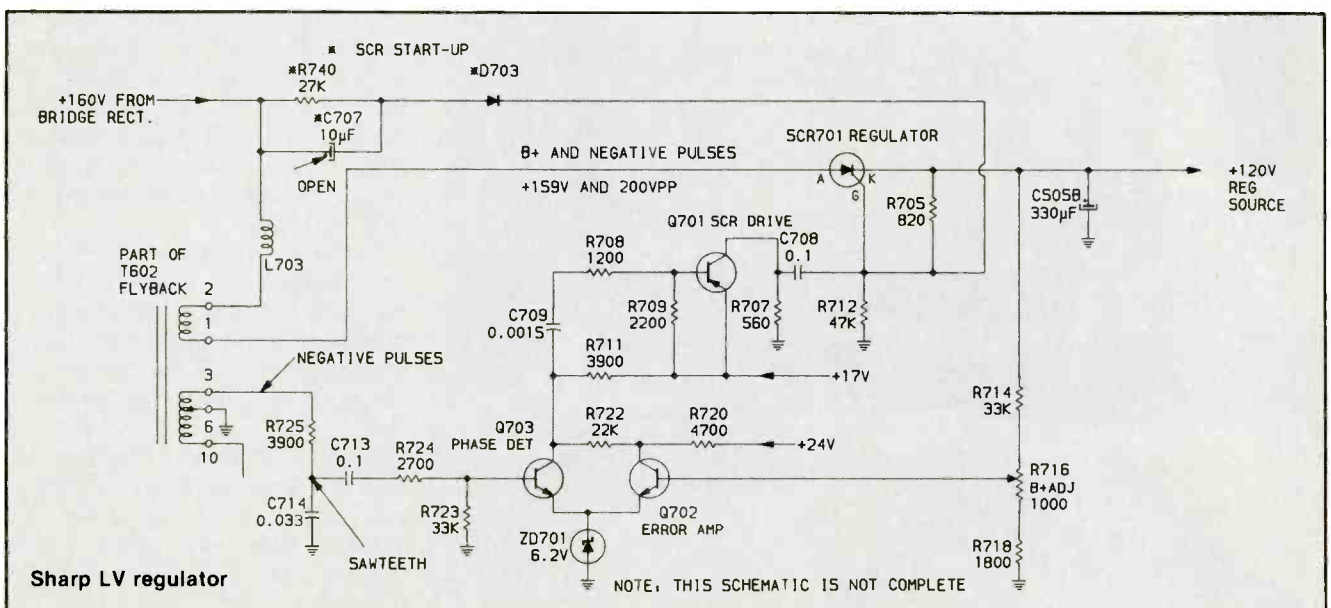 * SCR START-UP
*R740
27K
*D703
+160V FROM
BRIDGE RECT.
*C707
10µF
OPEN
B+ AND NEGATIVE PULSES
+159V AND 200VPP
SCR701 REGULATOR
A
K
G
+120V
REG
SOURCE
C505B
330µF
R705
820
L703
PART OF
T602
FLYBACK
2
1
Q701 SCR DRIVE
C708
0.1
R708
1200
R709
2200
R707
560
R712
47K
C709
0.0015
R711
3900
+17V
NEGATIVE PULSES
3
6
10
R725
3900
C713
0.1
R724
2700
Q703
PHASE DET
R722
22K
R720
4700
+24V
R714
33K
R716
B+ADJ
1000
C714
0.033
R723
33K
Q702
ERROR AMP
ZD701
6.2V
R718
1800
SAWTEETH
Sharp LV regulator
NOTE, THIS SCHEMATIC IS NOT COMPLETE